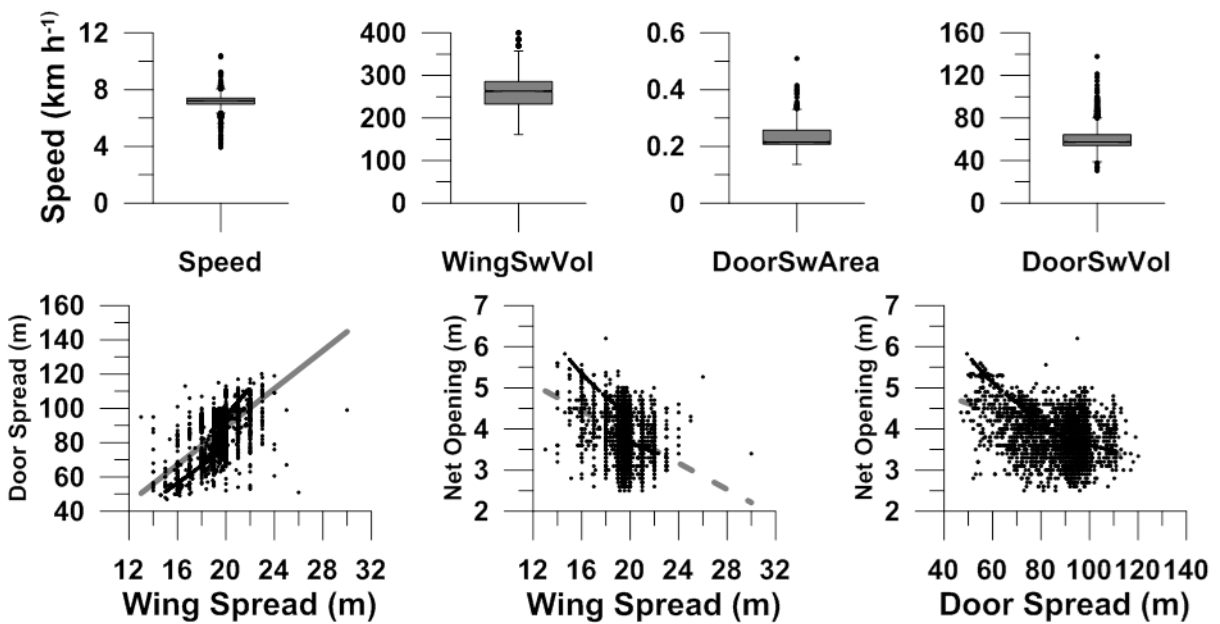 12
8
4
0
Speed (km h⁻¹)
Speed
400
300
200
100
0
WingSwVol
0.6
0.4
0.2
0
DoorSwArea
160
120
80
40
0
DoorSwVol
160
140
120
100
80
60
40
Door Spread (m)
12 16 20 24 28 32
Wing Spread (m)
7
6
5
4
3
2
Net Opening (m)
12 16 20 24 28 32
Wing Spread (m)
7
6
5
4
3
2
Net Opening (m)
40 60 80 100 120 140
Door Spread (m)